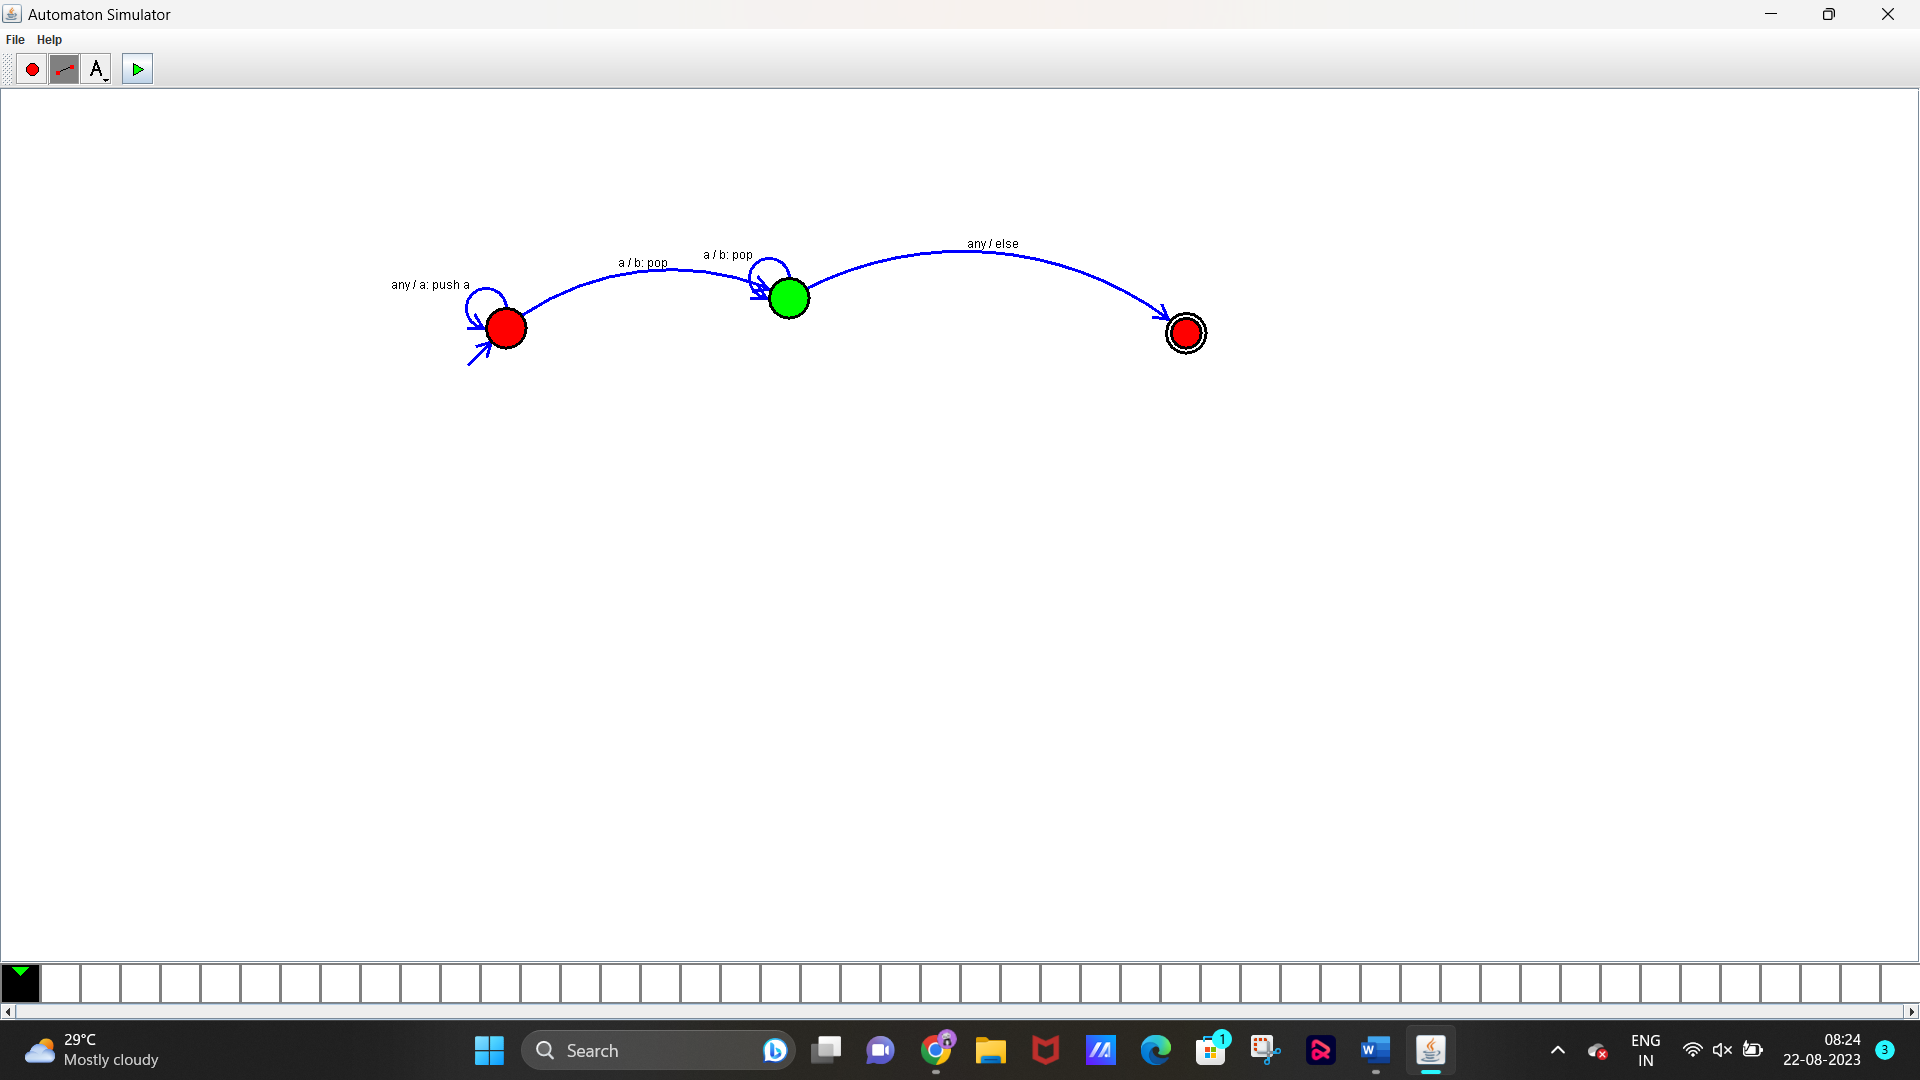 Automaton Simulator
File Help
A
any / else
a / b: pop
a / b: pop
any / a: push a
29°C
Mostly cloudy
Search
1
W
ENG
IN
08:24
22-08-2023
3